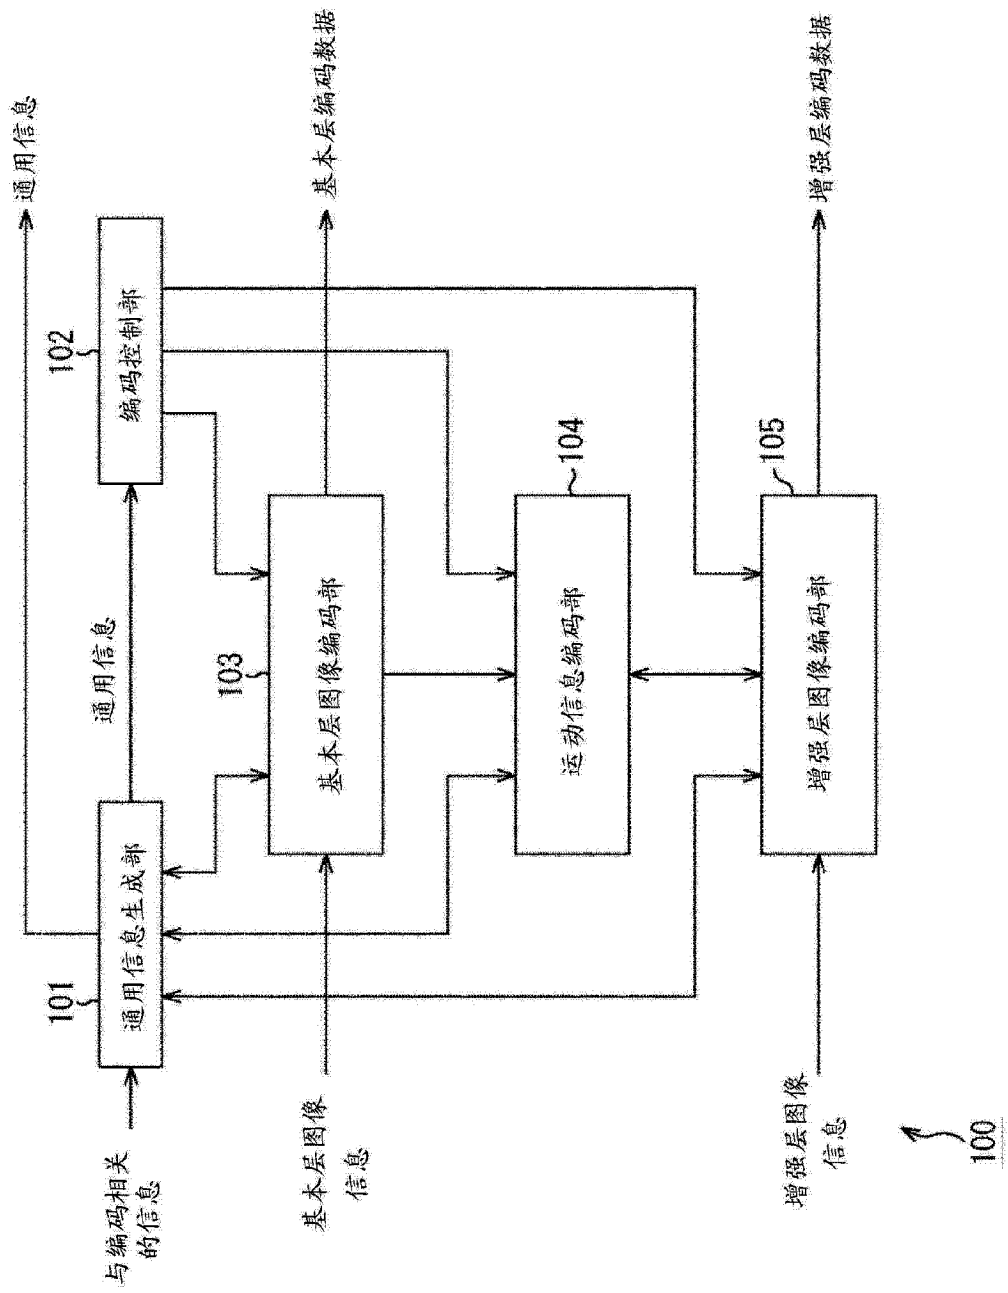 通用信息
101
102
与编码相关
的信息
通用信息生成部
通用信息
编码控制部
103
基本层图像
信息
基本层图像编码部
基本层编码数据
104
运动信息编码部
105
增强层图像
信息
增强层图像编码部
增强层编码数据
100